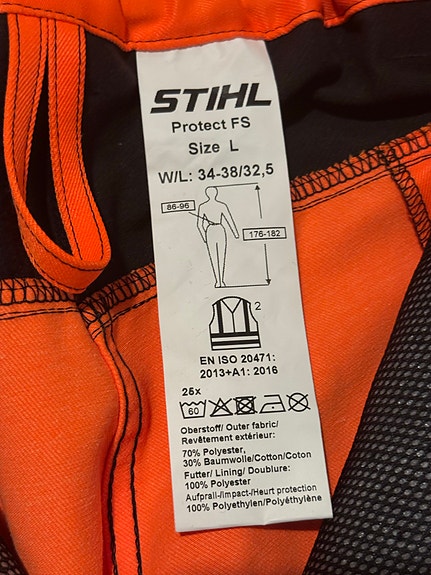 STIHL
Protect FS
Size L
W/L: 34-38/32,5
86-96
176-182
2
EN ISO 20471:
2013+A1: 2016
25x
60
Oberstoff/ Outer fabric/
Revêtement extérieur:
70% Polyester,
30% Baumwolle/Cotton/Coton
Futter/ Lining/ Doublure:
100% Polyester
Aufprall-/Impact-/Heurt protection
100% Polyethylen/Polyéthylène